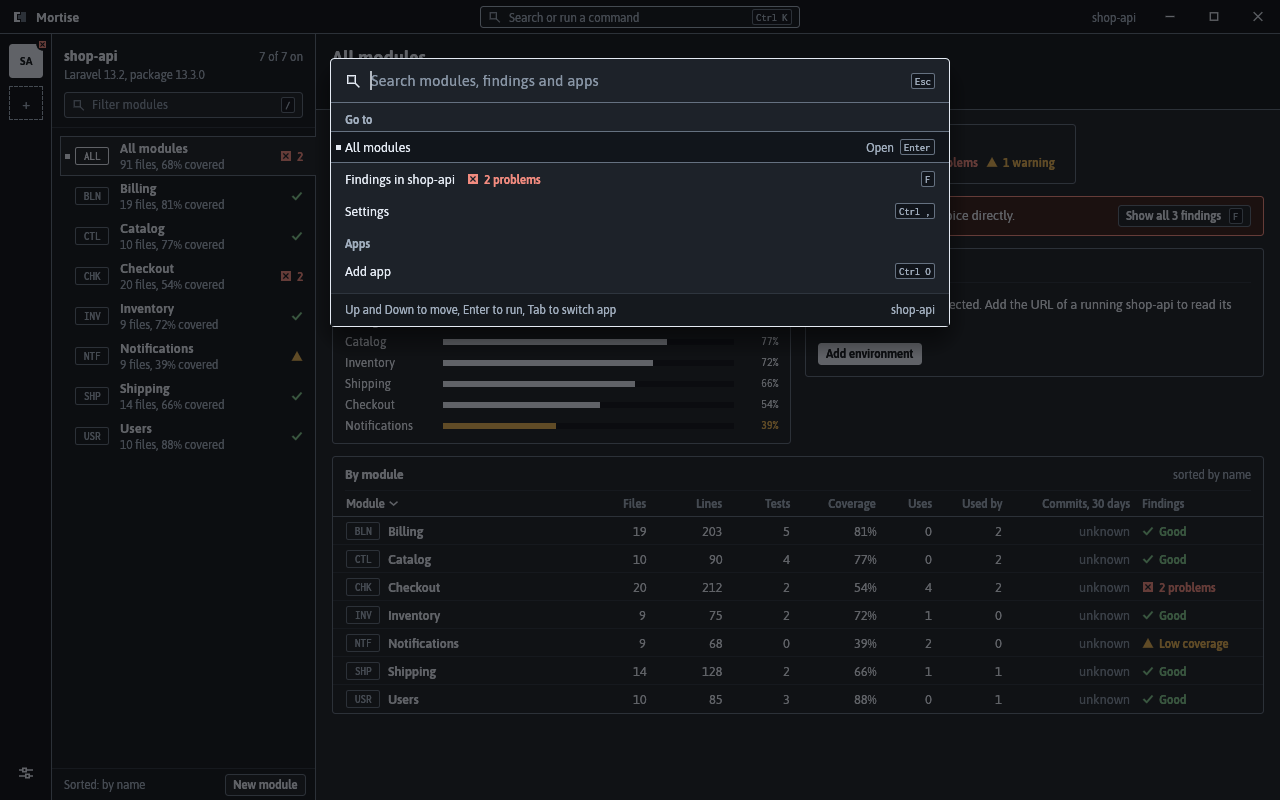 Mortise
Search or run a command
Ctrl K
shop-api
SA
+
shop-api
7 of 7 on
Laravel 13.2, package 13.3.0
Filter modules
/
ALL
All modules
91 files, 68% covered
2
BLN
Billing
19 files, 81% covered
CTL
Catalog
10 files, 77% covered
CHK
Checkout
20 files, 54% covered
2
INV
Inventory
9 files, 72% covered
NTF
Notifications
9 files, 39% covered
SHP
Shipping
14 files, 66% covered
USR
Users
10 files, 88% covered
Sorted: by name
New module
All modules
Search modules, findings and apps
Esc
Go to
All modules
Open
Enter
Findings in shop-api
2 problems
F
Settings
Ctrl ,
Apps
Add app
Ctrl O
Up and Down to move, Enter to run, Tab to switch app
shop-api
1 warning
directly.
Show all 3 findings
F
Add the URL of a running shop-api to read its
Add environment
Catalog
77%
Inventory
72%
Shipping
66%
Checkout
54%
Notifications
39%
By module
sorted by name
Module Files Lines Tests Coverage Uses Used by Commits, 30 days Findings
BLN Billing 19 203 5 81% 0 2 unknown Good
CTL Catalog 10 90 4 77% 0 2 unknown Good
CHK Checkout 20 212 2 54% 4 2 unknown 2 problems
INV Inventory 9 75 2 72% 1 0 unknown Good
NTF Notifications 9 68 0 39% 2 0 unknown Low coverage
SHP Shipping 14 128 2 66% 1 1 unknown Good
USR Users 10 85 3 88% 0 1 unknown Good